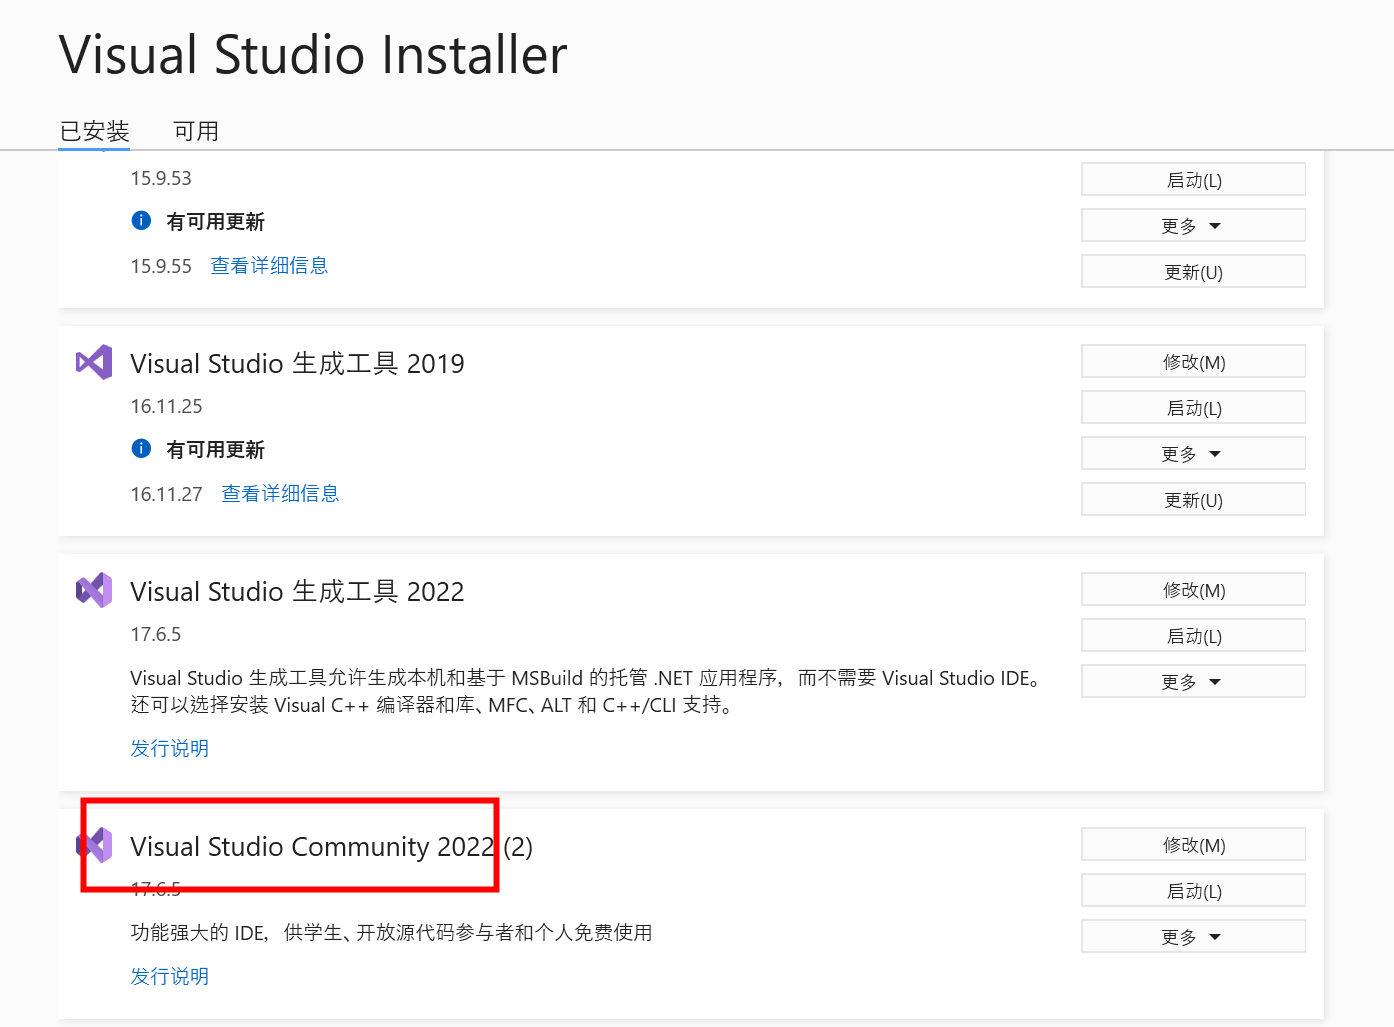 Visual Studio Installer
已安装 可用
15.9.53
启动(L)
有可用更新
更多
15.9.55 查看详细信息
更新(U)
Visual Studio 生成工具 2019
修改(M)
16.11.25
启动(L)
有可用更新
更多
16.11.27 查看详细信息
更新(U)
Visual Studio 生成工具 2022
修改(M)
17.6.5
启动(L)
Visual Studio 生成工具允许生成本机和基于 MSBuild 的托管 .NET 应用程序，而不需要 Visual Studio IDE。
还可以选择安装 Visual C++ 编译器和库、MFC、ALT 和 C++/CLI 支持。
更多
发行说明
Visual Studio Community 2022 (2)
修改(M)
17.6.5
启动(L)
功能强大的 IDE，供学生、开放源代码参与者和个人免费使用
更多
发行说明